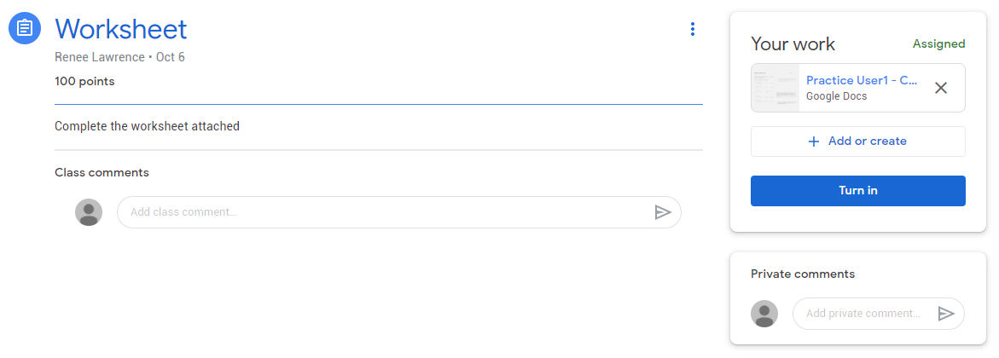 Worksheet
Renee Lawrence • Oct 6
100 points
Complete the worksheet attached
Class comments
Add class comment...
Your work
Assigned
Practice User1 - C...
Google Docs
+ Add or create
Turn in
Private comments
Add private comment...